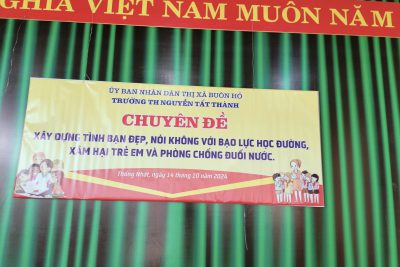 GHĨA VIỆT NAM MUÔN NĂM
ỦY BAN NHÂN DÂN THỊ XÃ BUÔN HỒ
TRƯỜNG TH NGUYỄN TẤT THÀNH
CHUYÊN ĐỀ
XÂY DỰNG TÌNH BẠN ĐẸP, NÓI KHÔNG VỚI BẠO LỰC HỌC ĐƯỜNG,
XÂM HẠI TRẺ EM VÀ PHÒNG CHỐNG ĐUỐI NƯỚC.
Thống Nhất, ngày 14 tháng 10 năm 2024